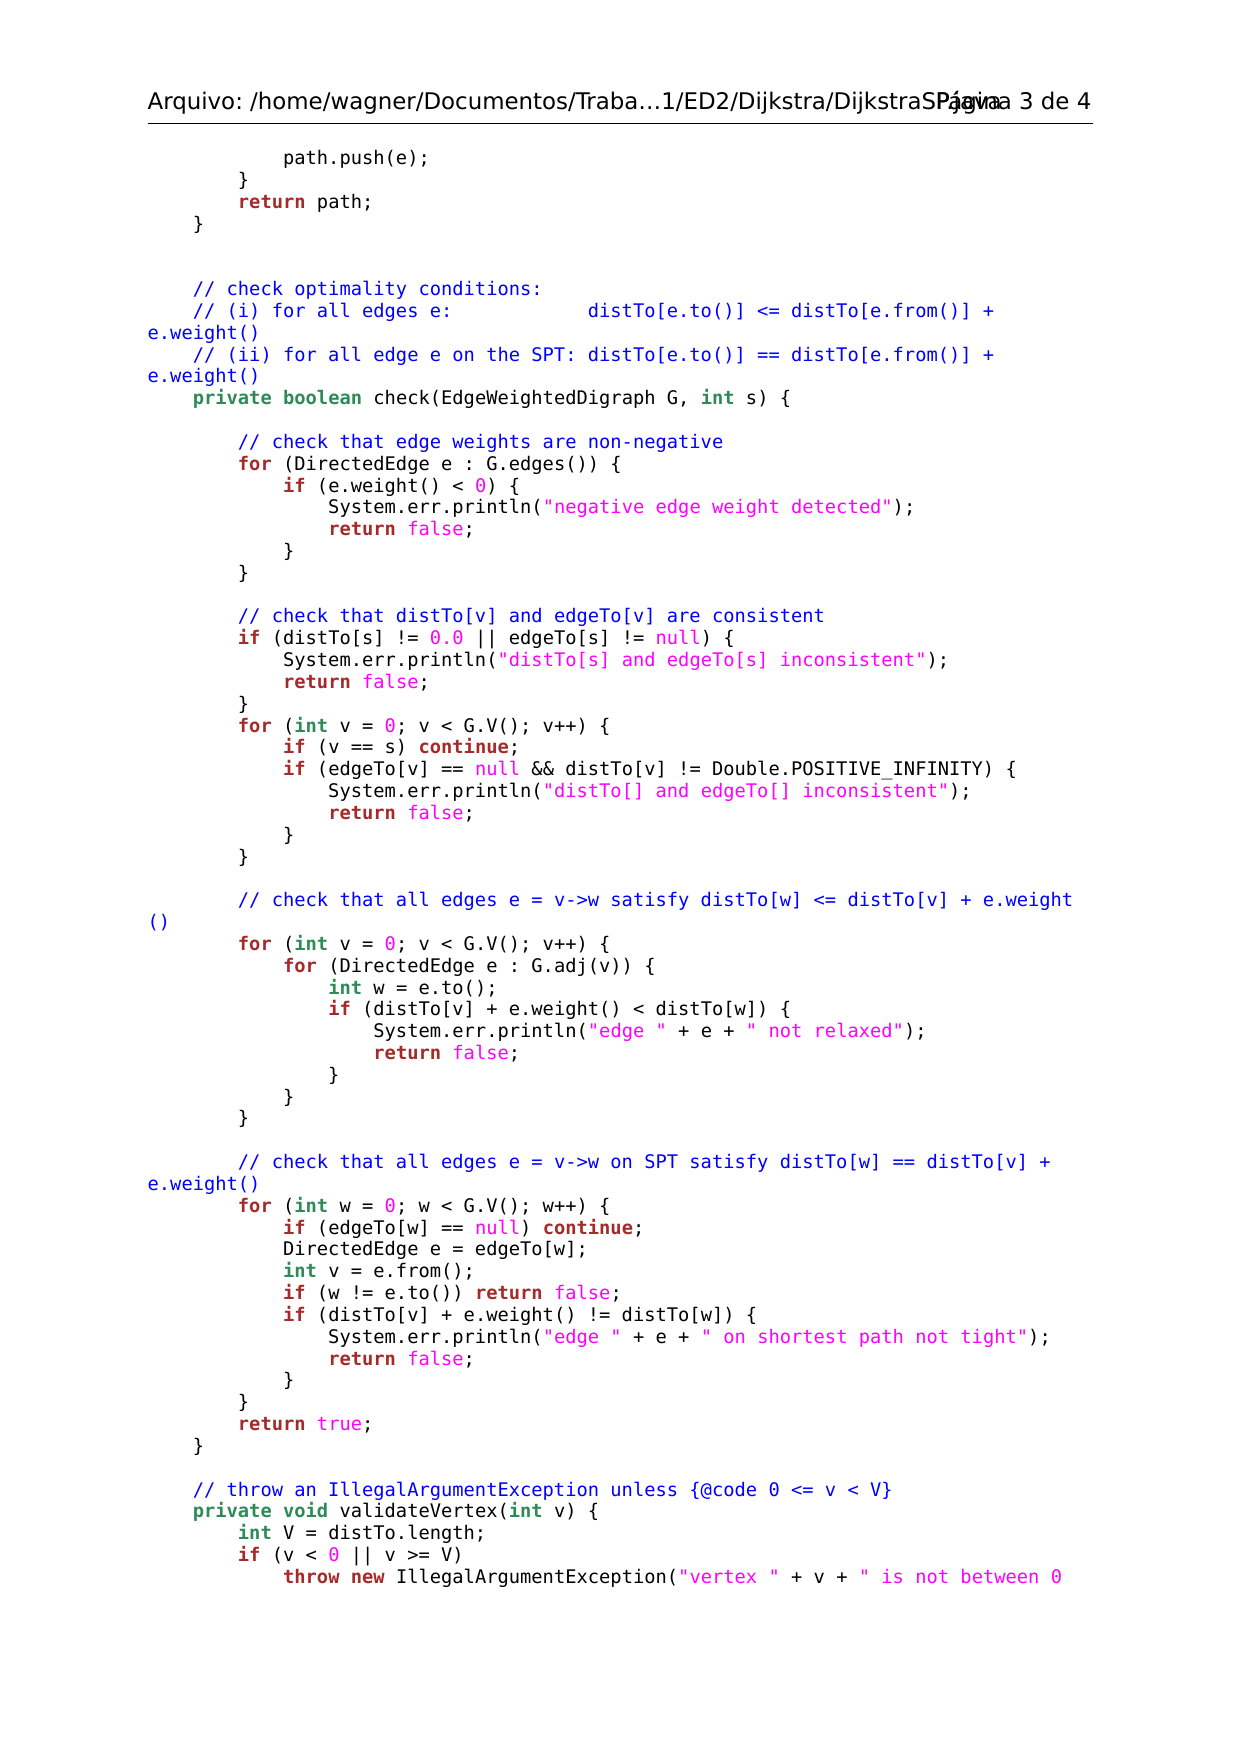 Arquivo: /home/wagner/Documentos/Traba…1/ED2/Dijkstra/DijkstraSP.java Página 3 de 4
            path.push(e);
        }
        return path;
    }
    // check optimality conditions:
    // (i) for all edges e:            distTo[e.to()] <= distTo[e.from()] +
e.weight()
    // (ii) for all edge e on the SPT: distTo[e.to()] == distTo[e.from()] +
e.weight()
    private boolean check(EdgeWeightedDigraph G, int s) {
        // check that edge weights are non-negative
        for (DirectedEdge e : G.edges()) {
            if (e.weight() < 0) {
                System.err.println("negative edge weight detected");
                return false;
            }
        }
        // check that distTo[v] and edgeTo[v] are consistent
        if (distTo[s] != 0.0 || edgeTo[s] != null) {
            System.err.println("distTo[s] and edgeTo[s] inconsistent");
            return false;
        }
        for (int v = 0; v < G.V(); v++) {
            if (v == s) continue;
            if (edgeTo[v] == null && distTo[v] != Double.POSITIVE_INFINITY) {
                System.err.println("distTo[] and edgeTo[] inconsistent");
                return false;
            }
        }
        // check that all edges e = v->w satisfy distTo[w] <= distTo[v] + e.weight
()
        for (int v = 0; v < G.V(); v++) {
            for (DirectedEdge e : G.adj(v)) {
                int w = e.to();
                if (distTo[v] + e.weight() < distTo[w]) {
                    System.err.println("edge " + e + " not relaxed");
                    return false;
                }
            }
        }
        // check that all edges e = v->w on SPT satisfy distTo[w] == distTo[v] +
e.weight()
        for (int w = 0; w < G.V(); w++) {
            if (edgeTo[w] == null) continue;
            DirectedEdge e = edgeTo[w];
            int v = e.from();
            if (w != e.to()) return false;
            if (distTo[v] + e.weight() != distTo[w]) {
                System.err.println("edge " + e + " on shortest path not tight");
                return false;
            }
        }
        return true;
    }
    // throw an IllegalArgumentException unless {@code 0 <= v < V}
    private void validateVertex(int v) {
        int V = distTo.length;
        if (v < 0 || v >= V)
            throw new IllegalArgumentException("vertex " + v + " is not between 0